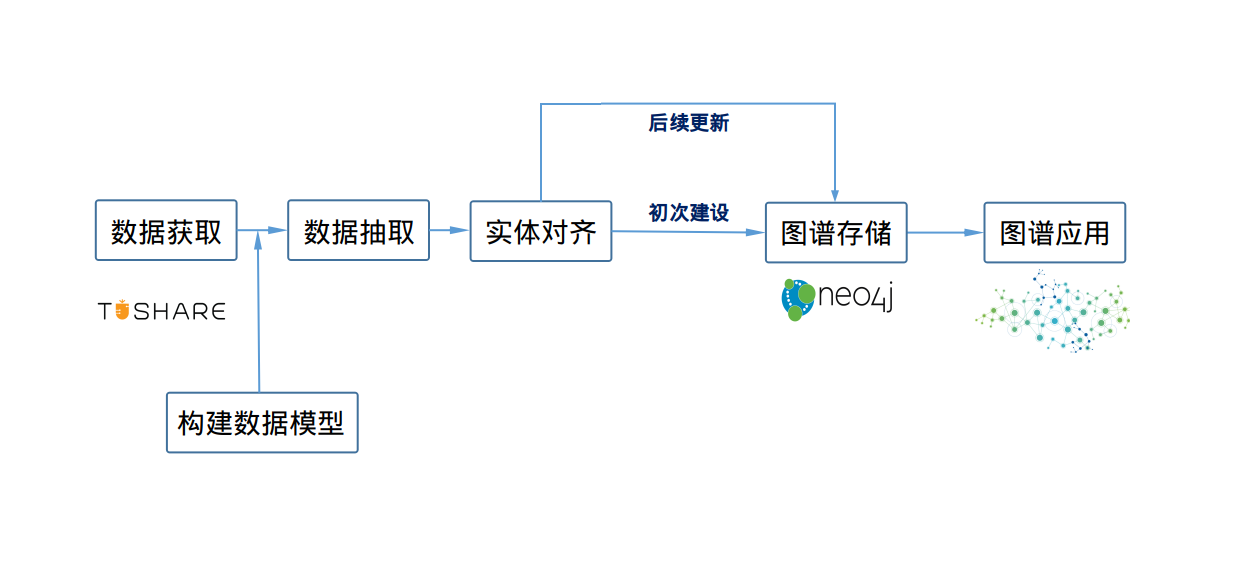 后续更新
初次建设
数据获取
数据抽取
实体对齐
图谱存储
图谱应用
TUSHARE
neo4j
构建数据模型